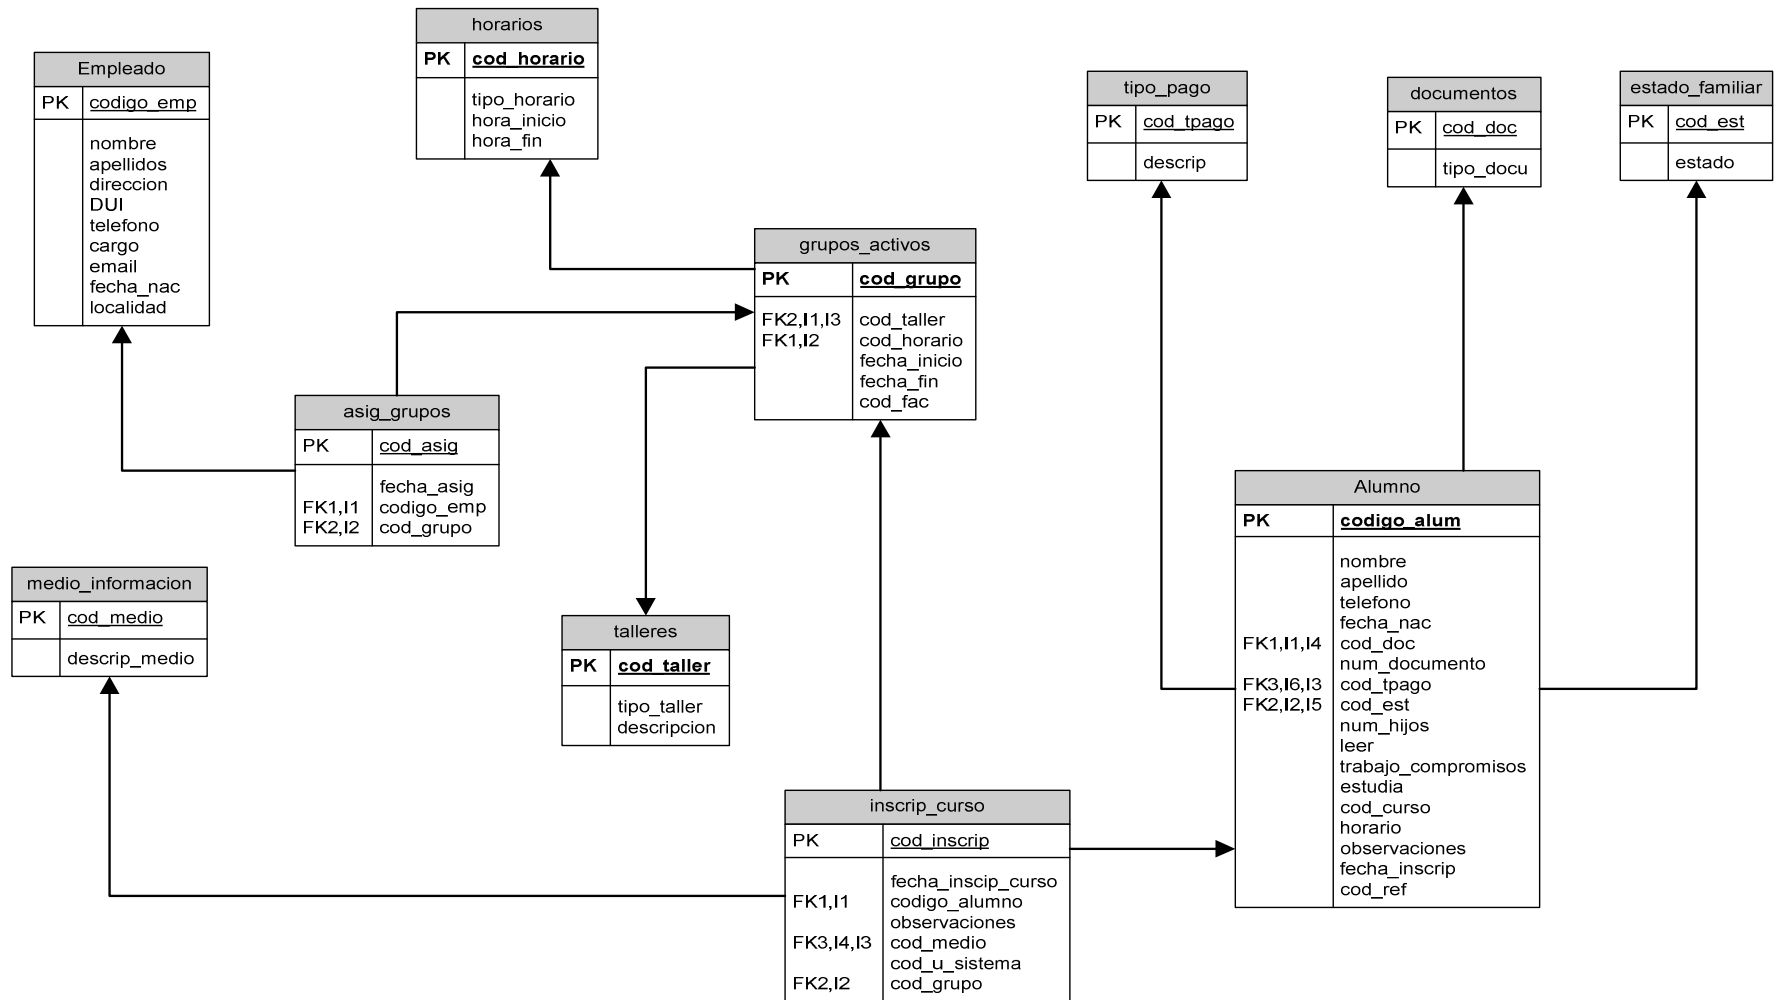 horarios
PK cod_horario
tipo_horario
hora_inicio
hora_fin
Empleado
PK codigo_emp
nombre
apellidos
direccion
DUI
telefono
cargo
email
fecha_nac
localidad
tipo_pago
PK cod_tpago
descrip
documentos
PK cod_doc
tipo_docu
estado_familiar
PK cod_est
estado
grupos_activos
PK cod_grupo
FK2,I1,I3 cod_taller
FK1,I2 cod_horario
fecha_inicio
fecha_fin
cod_fac
asig_grupos
PK cod_asig
fecha_asig
FK1,I1 codigo_emp
FK2,I2 cod_grupo
medio_informacion
PK cod_medio
descrip_medio
talleres
PK cod_taller
tipo_taller
descripcion
Alumno
PK codigo_alum
nombre
apellido
telefono
fecha_nac
FK1,I1,I4 cod_doc
num_documento
FK3,I6,I3 cod_tpago
FK2,I2,I5 cod_est
num_hijos
leer
trabajo_compromisos
estudia
cod_curso
horario
observaciones
fecha_inscrip
cod_ref
inscrip_curso
PK cod_inscrip
fecha_inscip_curso
FK1,I1 codigo_alumno
observaciones
FK3,I4,I3 cod_medio
cod_u_sistema
FK2,I2 cod_grupo